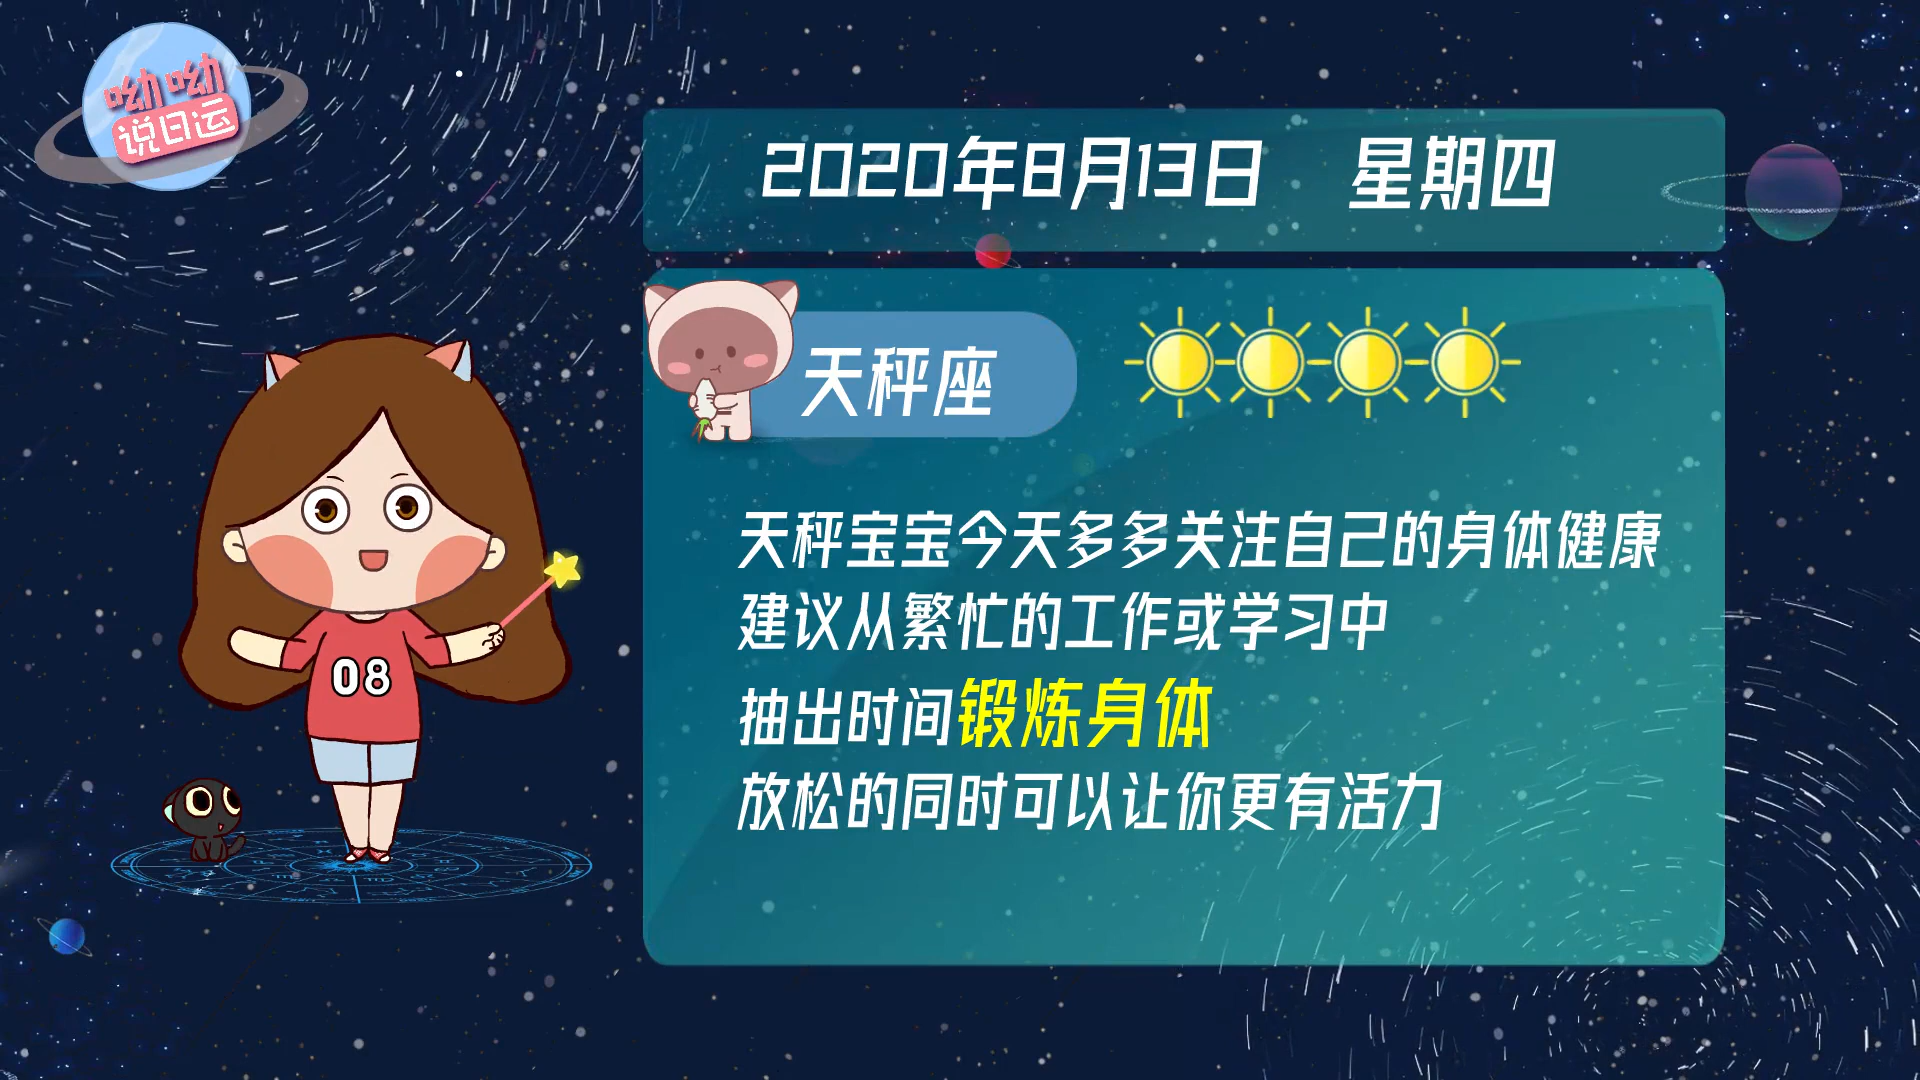 呦呦
说日运
2020年8月13日 星期四
天秤座
天秤宝宝今天多多关注自己的身体健康
建议从繁忙的工作或学习中
抽出时间锻炼身体
放松的同时可以让你更有活力
08